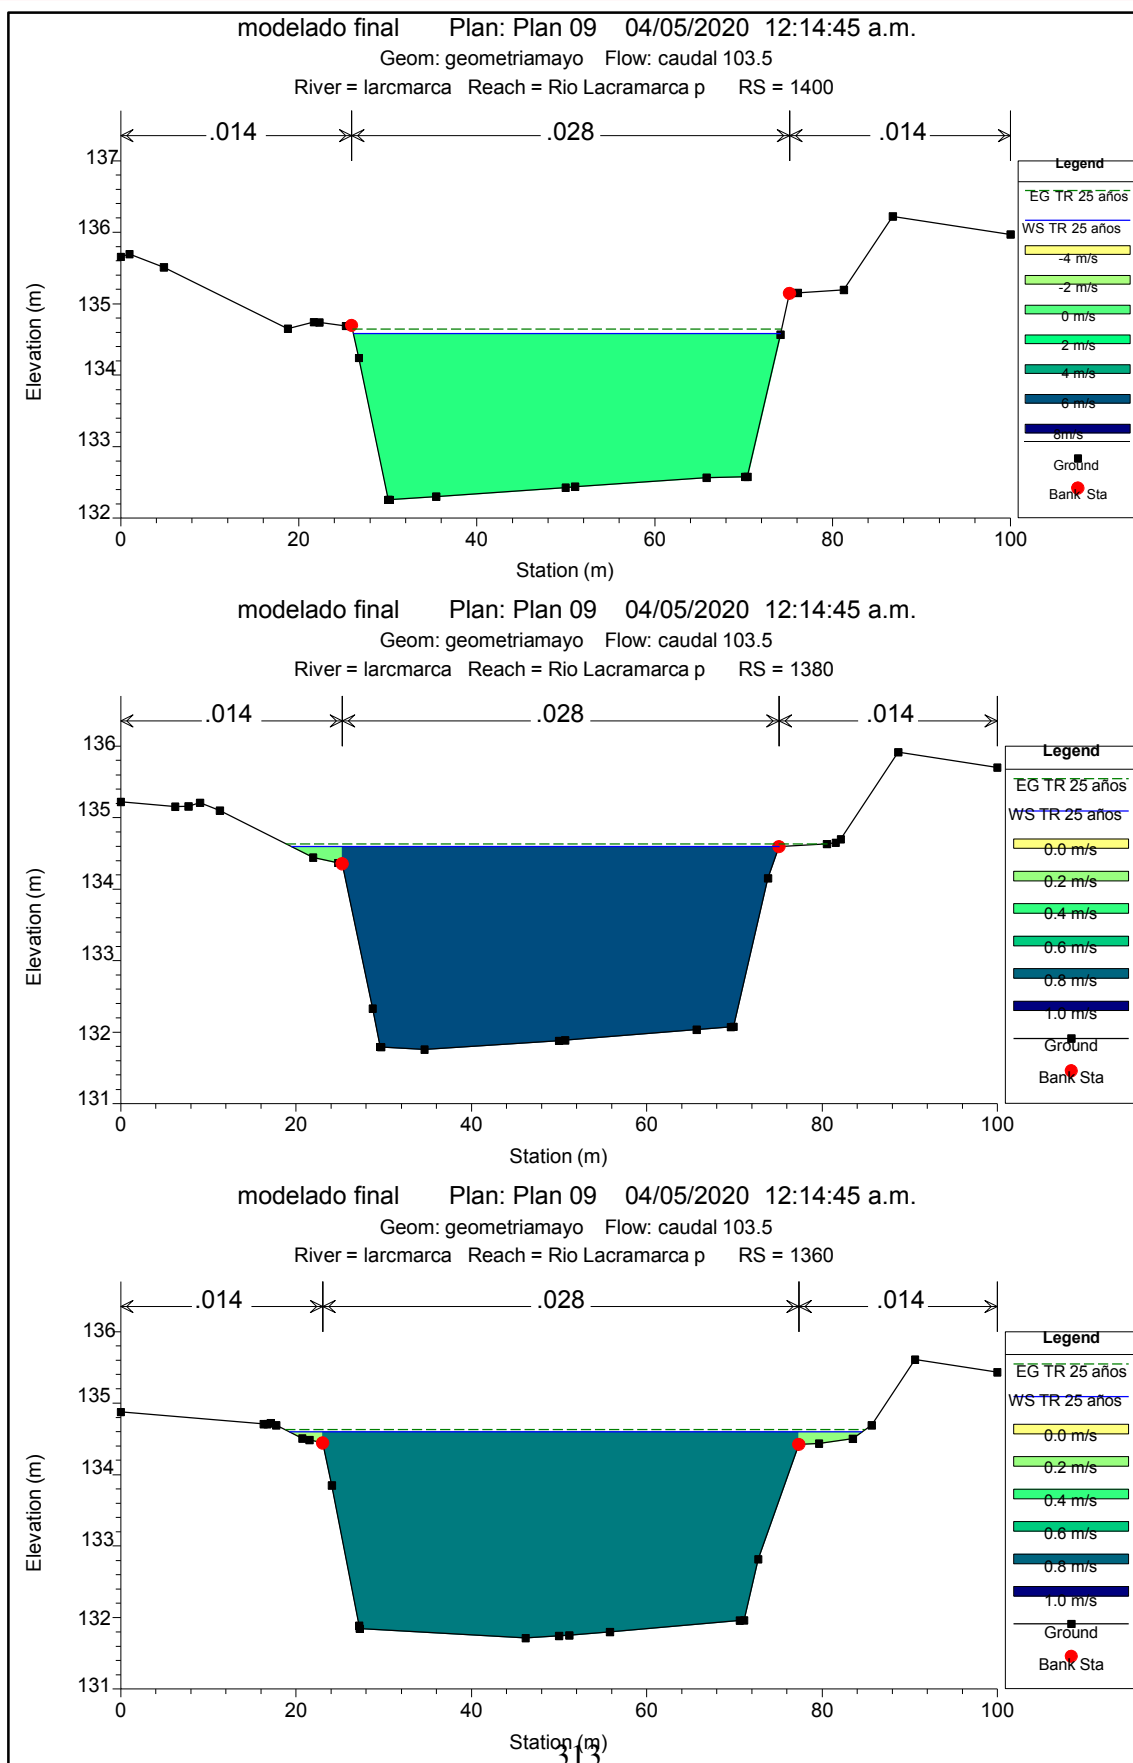 modelado final Plan: Plan 09 04/05/2020 12:14:45 a.m.
Geom: geometriamayo Flow: caudal 103.5
River = larcmarca Reach = Rio Lacramarca p RS = 1400
.014 .028 .014
137
136
135
134
133
132
Elevation (m)
0 20 40 60 80 100
Station (m)
Legend
EG TR 25 años
WS TR 25 años
-4 m/s
-2 m/s
0 m/s
2 m/s
4 m/s
6 m/s
8m/s
Ground
Bank Sta
modelado final Plan: Plan 09 04/05/2020 12:14:45 a.m.
Geom: geometriamayo Flow: caudal 103.5
River = larcmarca Reach = Rio Lacramarca p RS = 1380
.014 .028 .014
136
135
134
133
132
131
Elevation (m)
0 20 40 60 80 100
Station (m)
Legend
EG TR 25 años
WS TR 25 años
0.0 m/s
0.2 m/s
0.4 m/s
0.6 m/s
0.8 m/s
1.0 m/s
Ground
Bank Sta
modelado final Plan: Plan 09 04/05/2020 12:14:45 a.m.
Geom: geometriamayo Flow: caudal 103.5
River = larcmarca Reach = Rio Lacramarca p RS = 1360
.014 .028 .014
136
135
134
133
132
131
Elevation (m)
0 20 40 60 80 100
Station (m)
Legend
EG TR 25 años
WS TR 25 años
0.0 m/s
0.2 m/s
0.4 m/s
0.6 m/s
0.8 m/s
1.0 m/s
Ground
Bank Sta
313